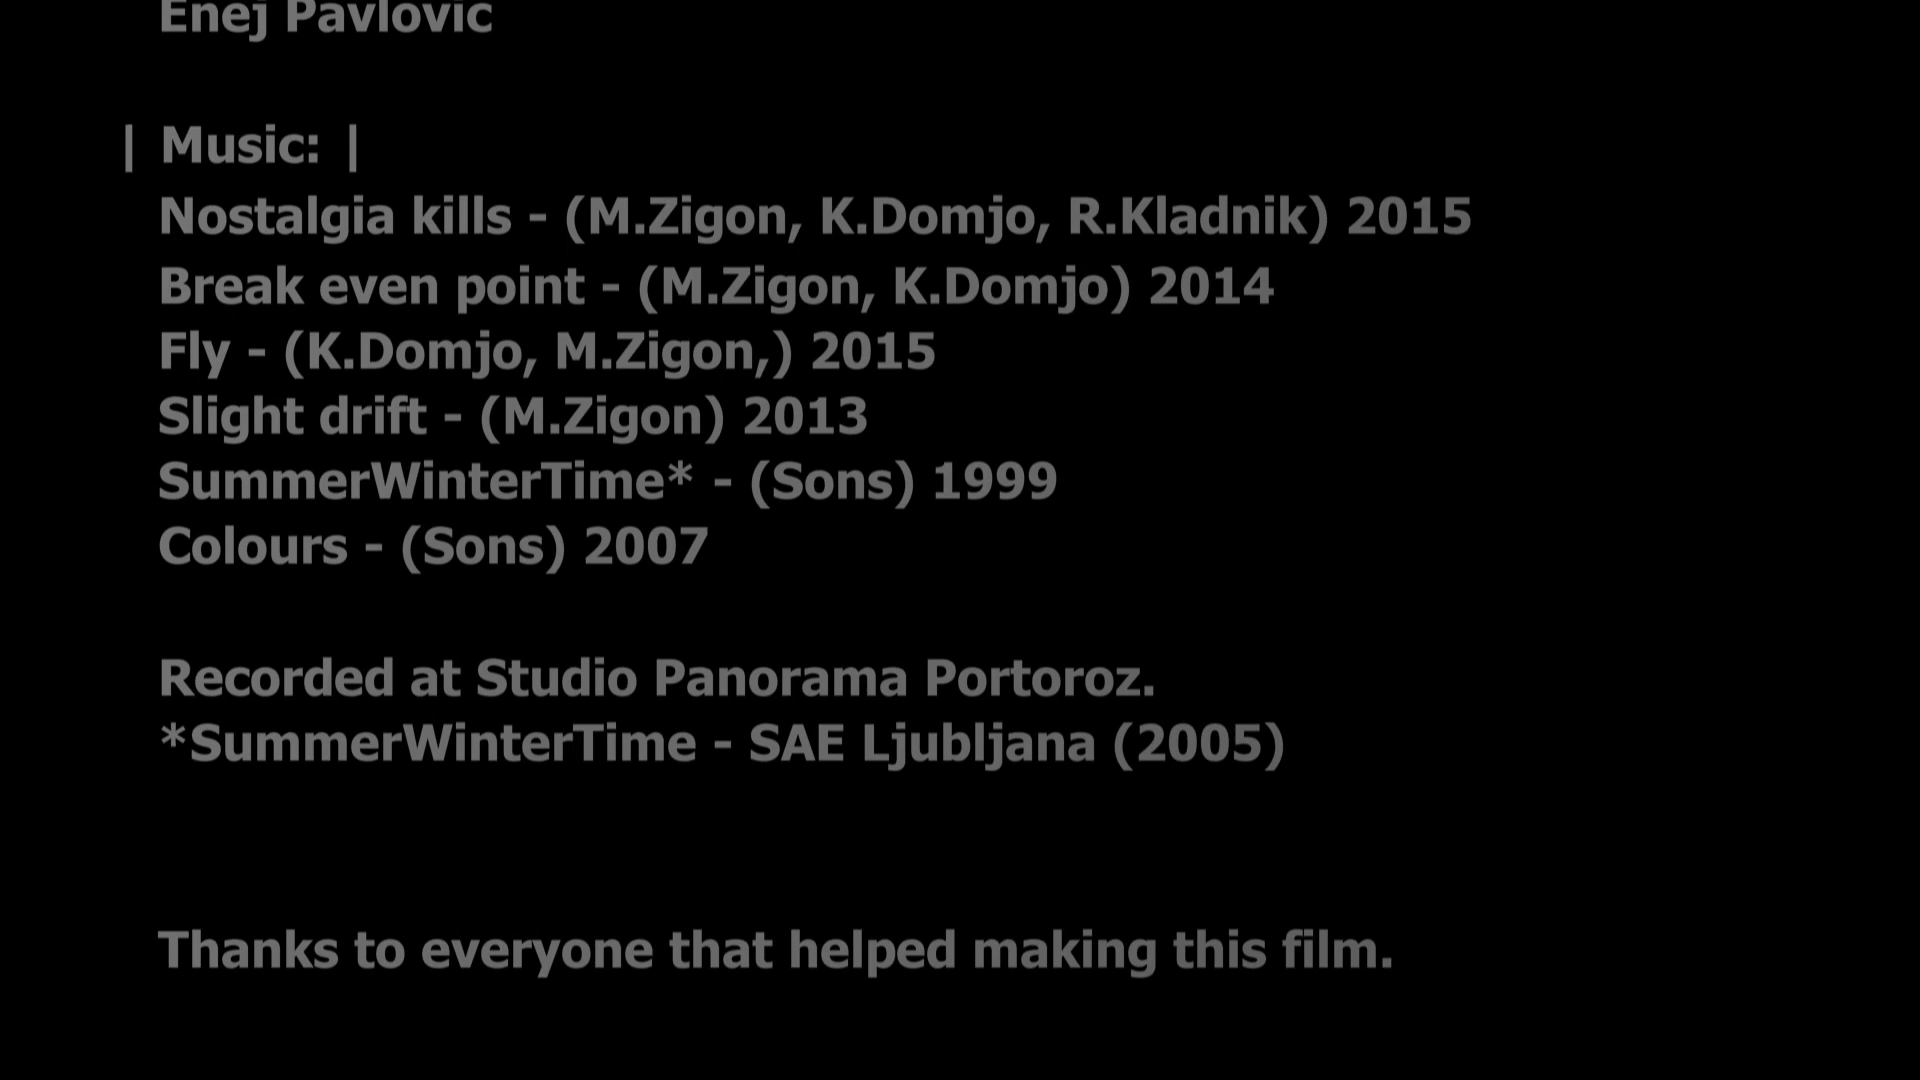 Enej Pavlovic
| Music: |
Nostalgia kills - (M.Zigon, K.Domjo, R.Kladnik) 2015
Break even point - (M.Zigon, K.Domjo) 2014
Fly - (K.Domjo, M.Zigon,) 2015
Slight drift - (M.Zigon) 2013
SummerWinterTime* - (Sons) 1999
Colours - (Sons) 2007
Recorded at Studio Panorama Portoroz.
*SummerWinterTime - SAE Ljubljana (2005)
Thanks to everyone that helped making this film.